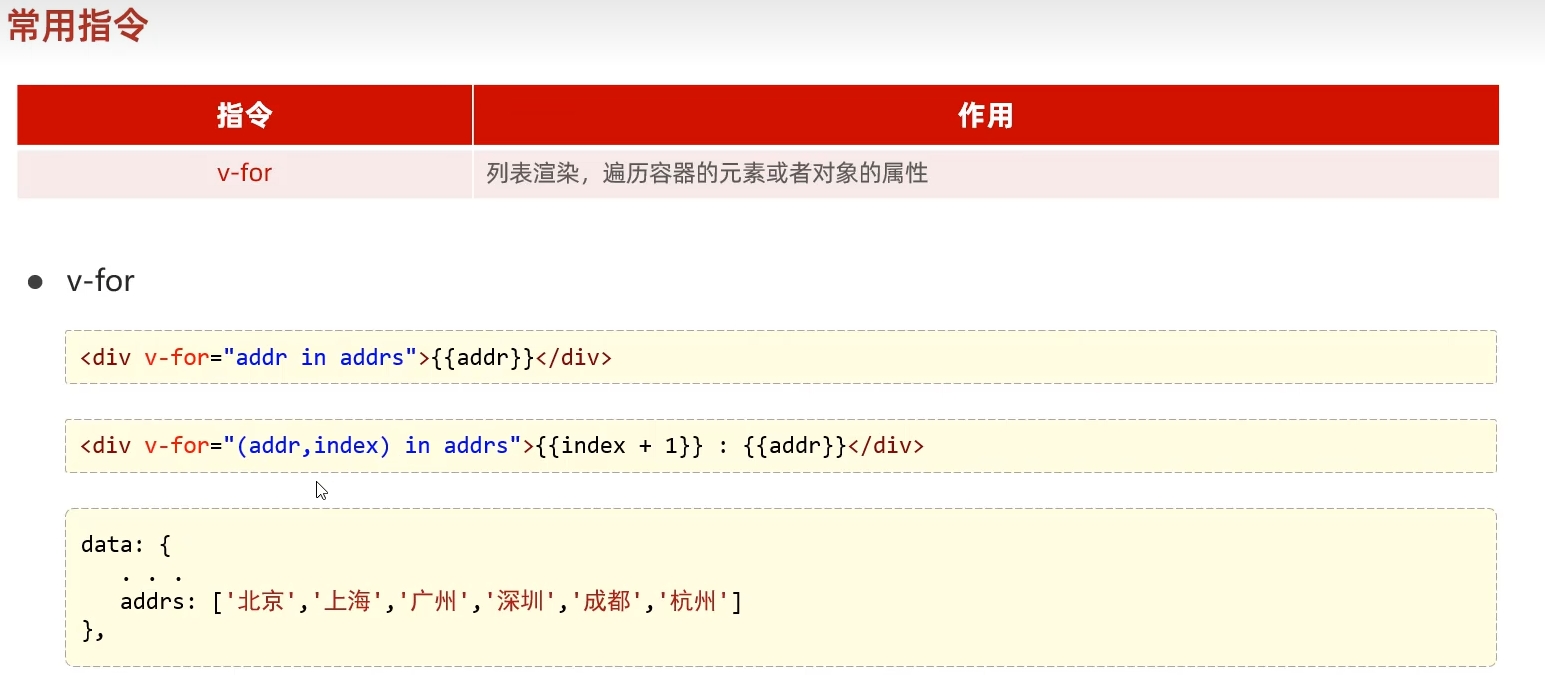 常用指令
指令 作用
v-for 列表渲染，遍历容器的元素或者对象的属性
● v-for
<div v-for="addr in addrs">{{addr}}</div>
<div v-for="(addr,index) in addrs">{{index + 1}} : {{addr}}</div>
data: {
. . .
addrs: ['北京','上海','广州','深圳','成都','杭州']
},